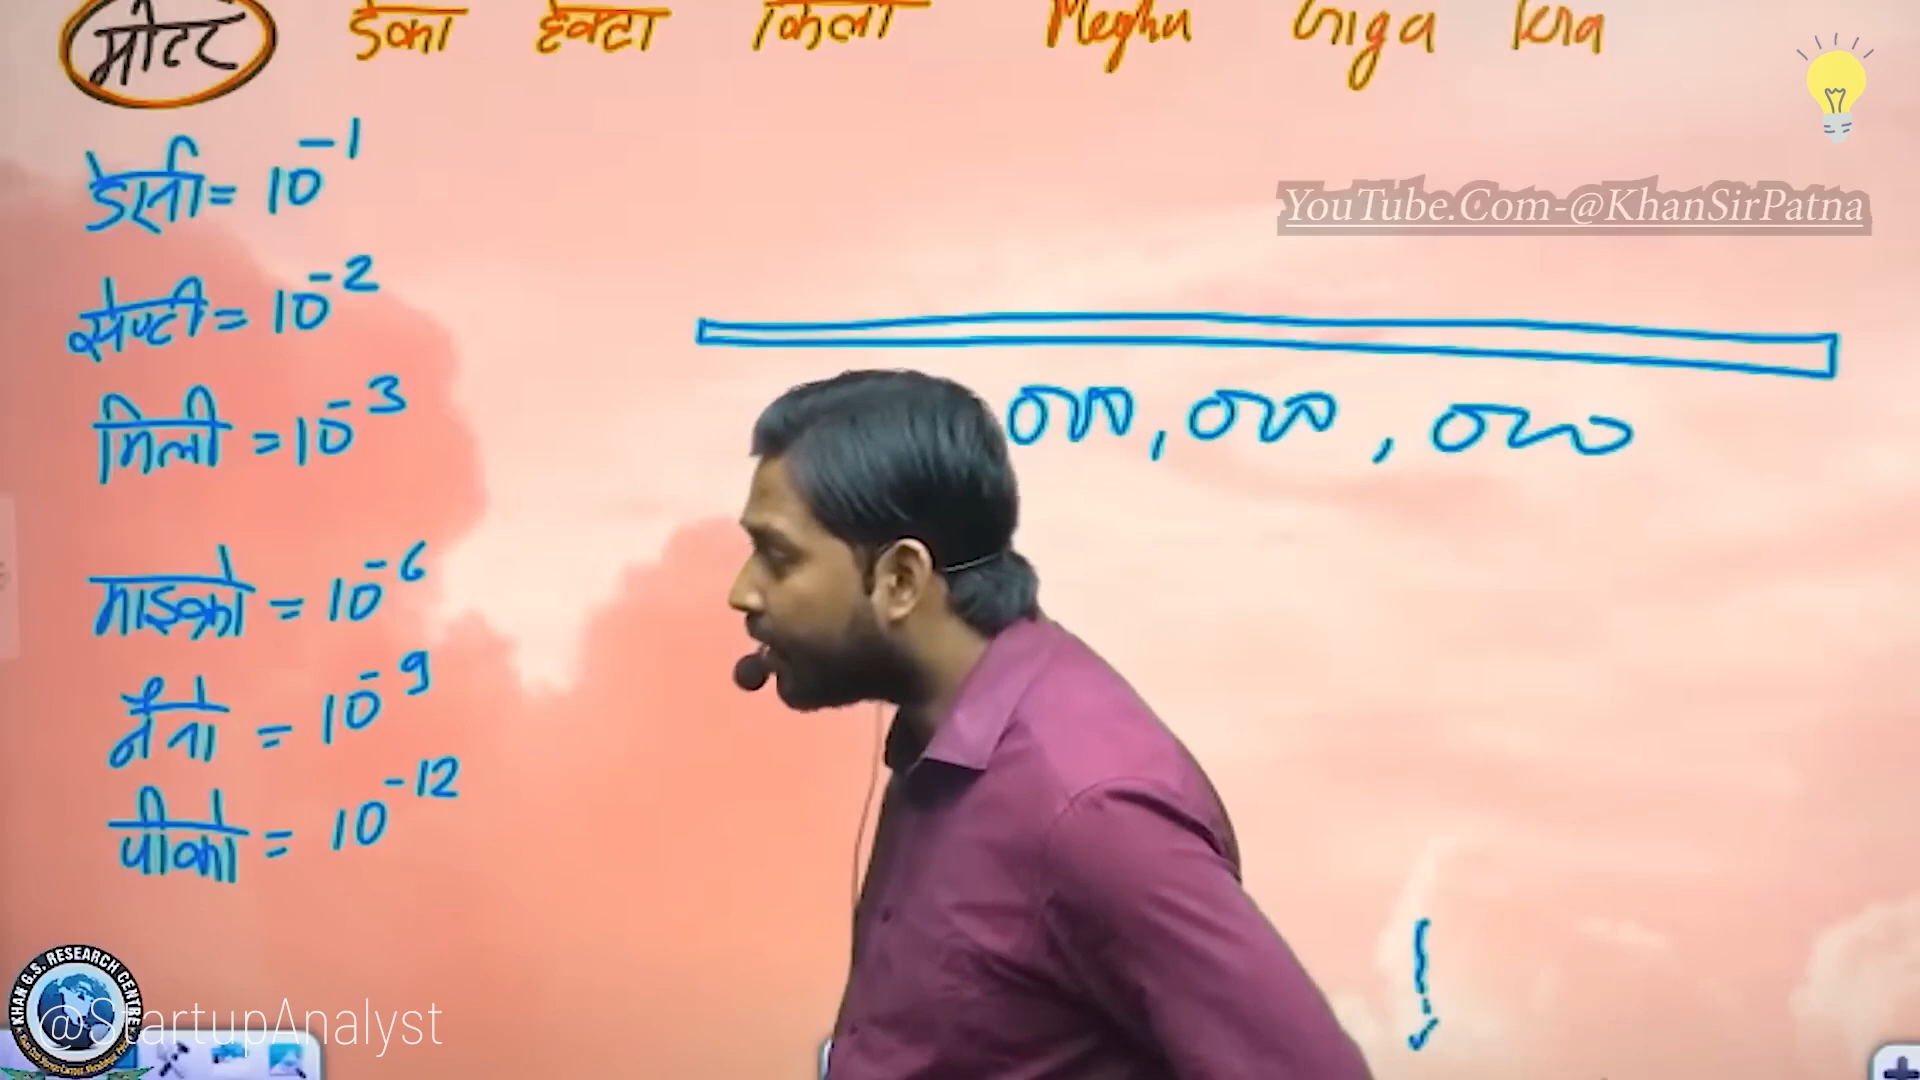 मीटर डेका हेक्टा किलो Megha Giga Tera
YouTube.Com-@KhanSirPatna
डेसी = 10⁻¹
सेण्टी = 10⁻²
मिली = 10⁻³
000, 000, 000
माइक्रो = 10⁻⁶
नैनो = 10⁻⁹
पीको = 10⁻¹²
KHAN G.S. RESEARCH CENTRE
@StartupAnalyst